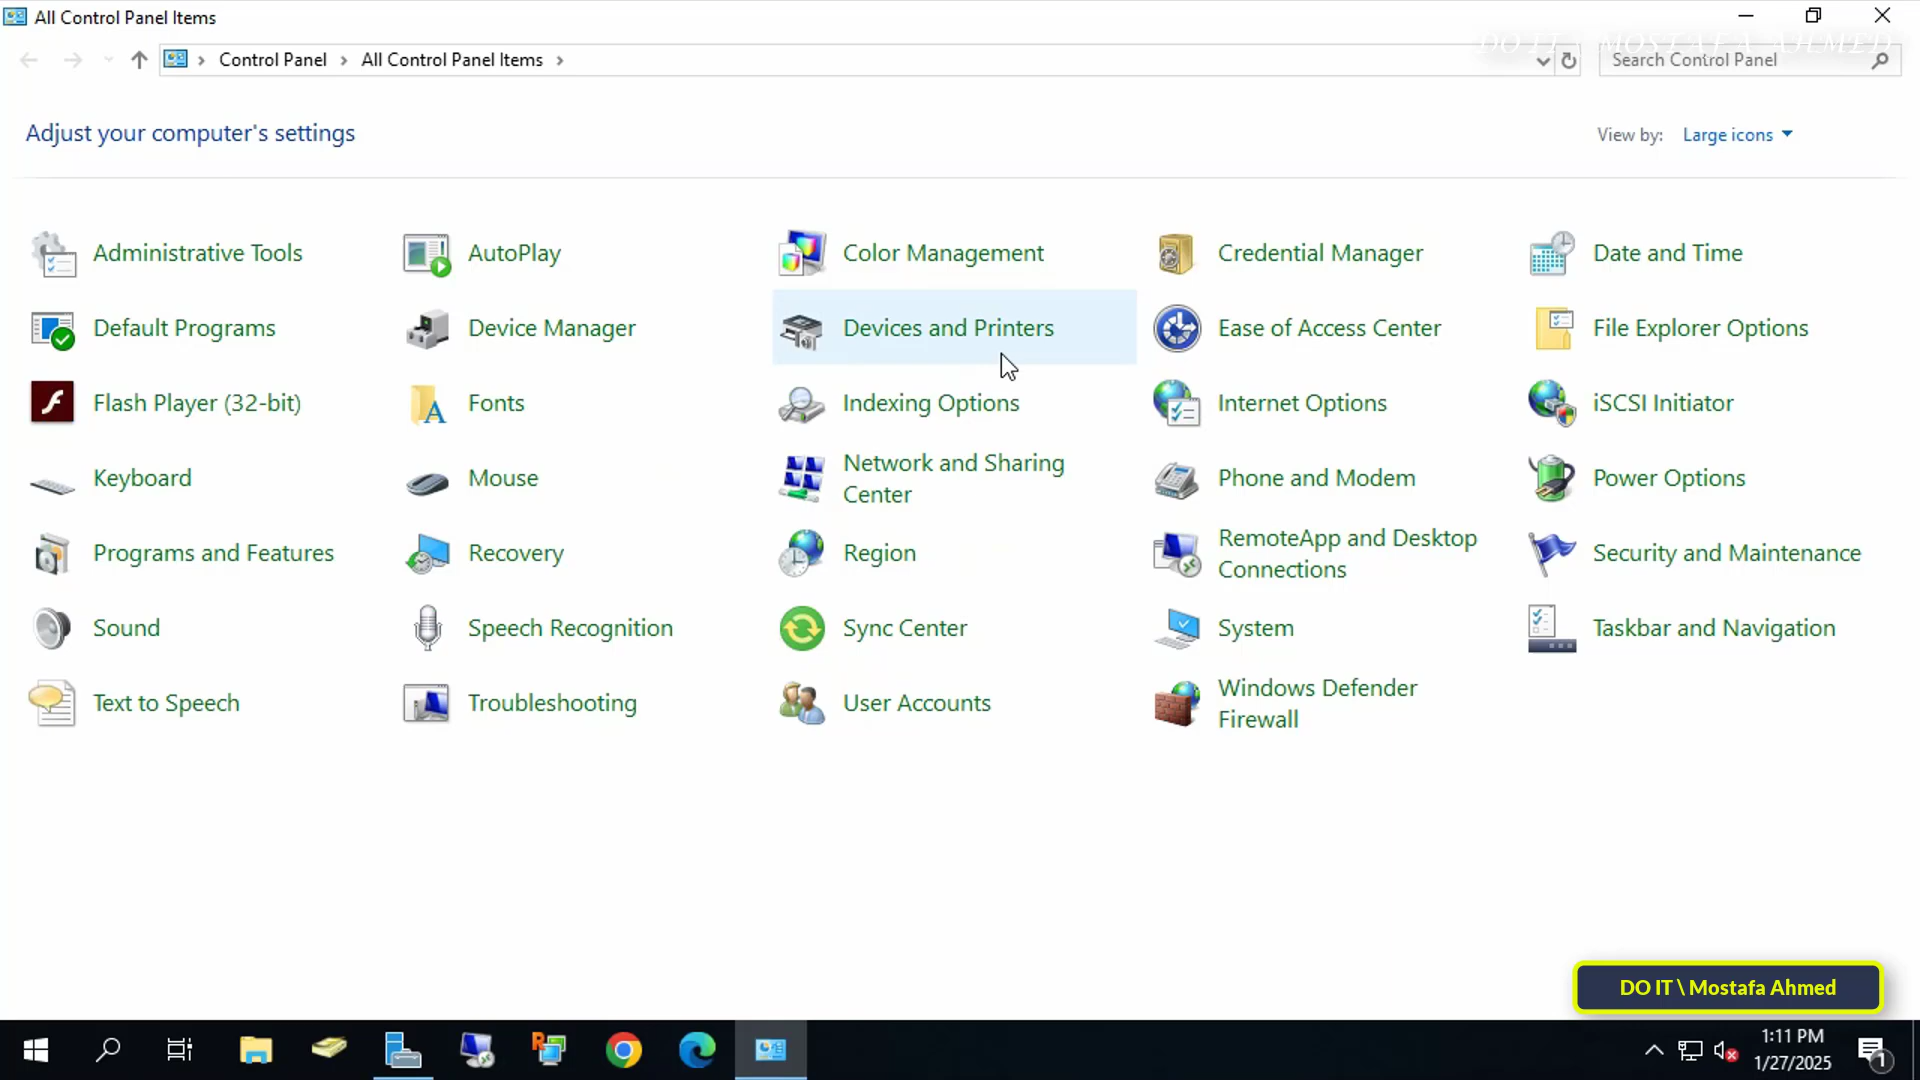 All Control Panel Items
Control Panel
All Control Panel Items
DO IT \ MOSTAFA AHMED
Search Control Panel
Adjust your computer's settings
View by: Large icons
Administrative Tools
AutoPlay
Color Management
Credential Manager
Date and Time
Default Programs
Device Manager
Devices and Printers
Ease of Access Center
File Explorer Options
Flash Player (32-bit)
Fonts
Indexing Options
Internet Options
iSCSI Initiator
Keyboard
Mouse
Network and Sharing
Center
Phone and Modem
Power Options
Programs and Features
Recovery
Region
RemoteApp and Desktop
Connections
Security and Maintenance
Sound
Speech Recognition
Sync Center
System
Taskbar and Navigation
Text to Speech
Troubleshooting
User Accounts
Windows Defender
Firewall
DO IT \ Mostafa Ahmed
1:11 PM
1/27/2025
1